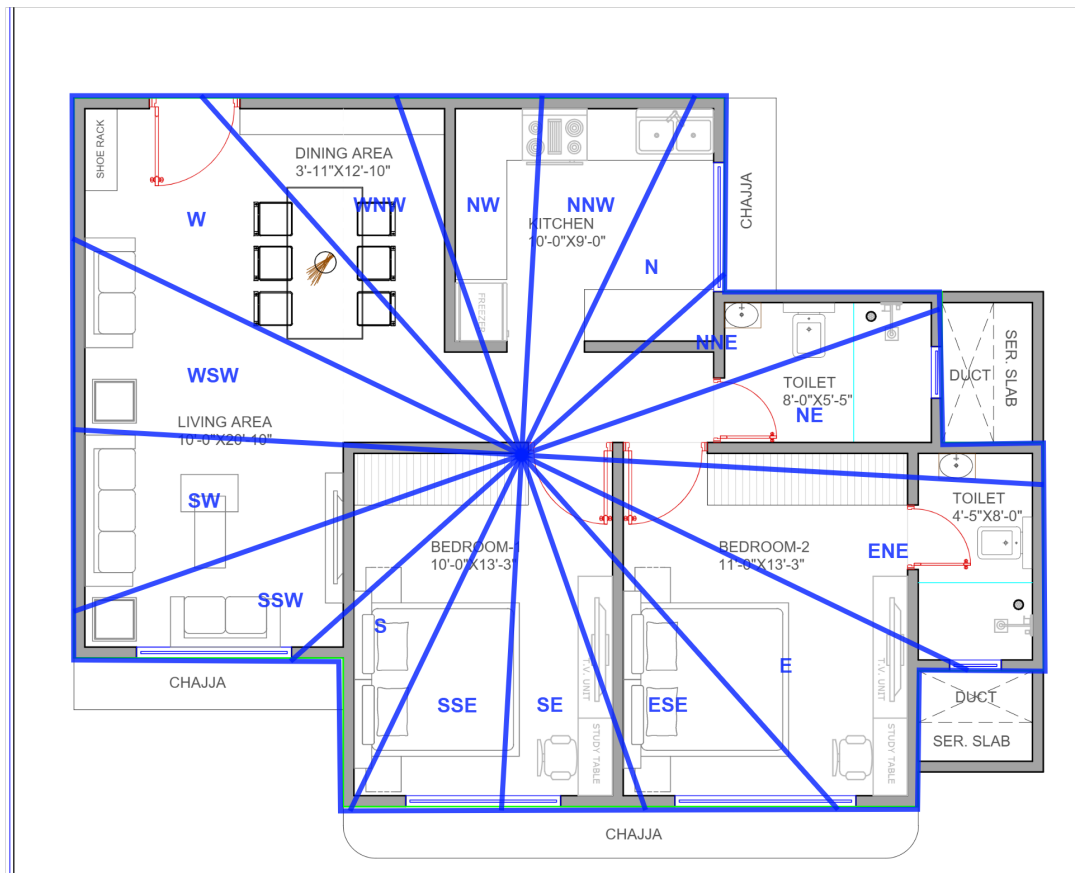 SHOE RACK
DINING AREA
3'-11"X12'-10"
W
WNW
NW
NNW
KITCHEN
10'-0"X9'-0"
N
CHAJJA
FREEZER
NNE
TOILET
8'-0"X5'-5"
NE
DUCT
SER. SLAB
WSW
LIVING AREA
10'-0"X20'-10"
SW
SSW
CHAJJA
BEDROOM-1
10'-0"X13'-3"
S
SSE
SE
T.V. UNIT
STUDY TABLE
BEDROOM-2
11'-0"X13'-3"
ENE
E
ESE
T.V. UNIT
STUDY TABLE
TOILET
4'-5"X8'-0"
DUCT
SER. SLAB
CHAJJA